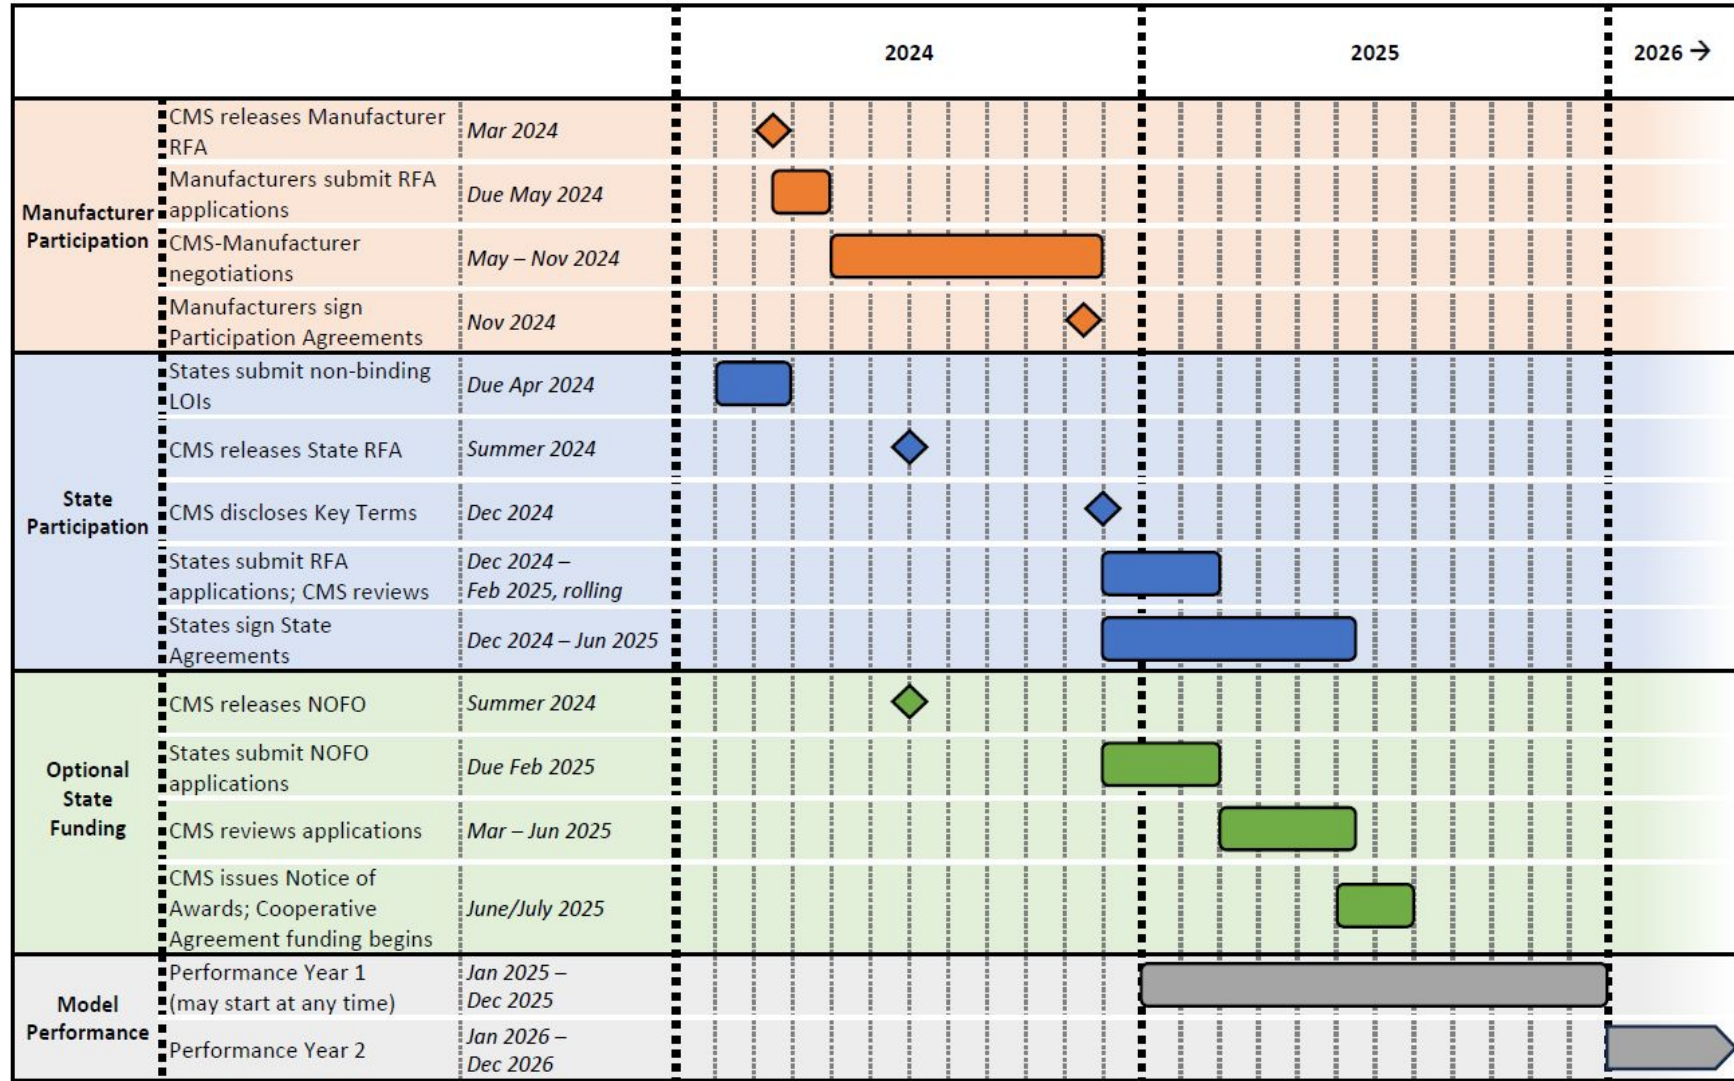 2024
2025
2026 →
Manufacturer
Participation
CMS releases Manufacturer
RFA
Mar 2024
Manufacturers submit RFA
applications
Due May 2024
CMS-Manufacturer
negotiations
May – Nov 2024
Manufacturers sign
Participation Agreements
Nov 2024
State
Participation
States submit non-binding
LOIs
Due Apr 2024
CMS releases State RFA
Summer 2024
CMS discloses Key Terms
Dec 2024
States submit RFA
applications; CMS reviews
Dec 2024 –
Feb 2025, rolling
States sign State
Agreements
Dec 2024 – Jun 2025
Optional
State
Funding
CMS releases NOFO
Summer 2024
States submit NOFO
applications
Due Feb 2025
CMS reviews applications
Mar – Jun 2025
CMS issues Notice of
Awards; Cooperative
Agreement funding begins
June/July 2025
Model
Performance
Performance Year 1
(may start at any time)
Jan 2025 –
Dec 2025
Performance Year 2
Jan 2026 –
Dec 2026